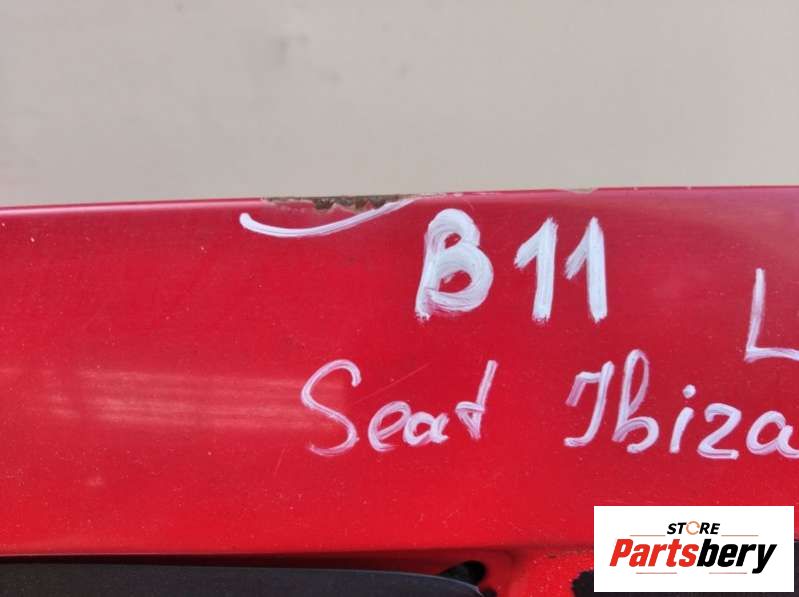 B11
L
Seat Ibiza
STORE
Partsbery